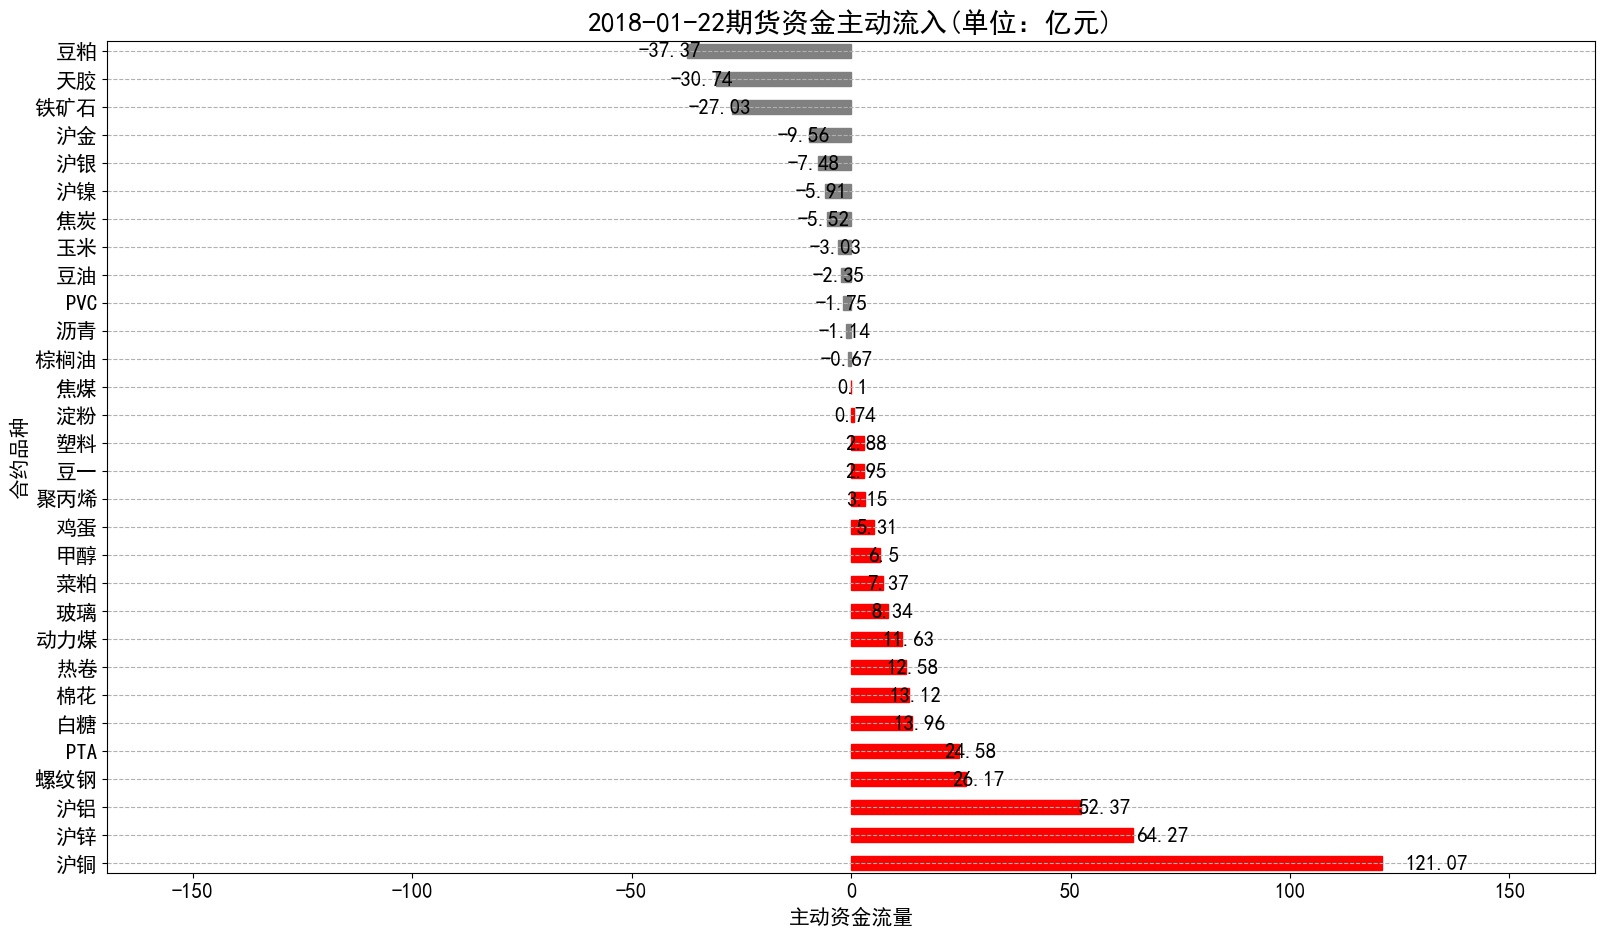 2018-01-22期货资金主动流入(单位：亿元)
合约品种
豆粕 -37.37
天胶 -30.74
铁矿石 -27.03
沪金 -9.56
沪银 -7.48
沪镍 -5.91
焦炭 -5.52
玉米 -3.03
豆油 -2.35
PVC -1.75
沥青 -1.14
棕榈油 -0.67
焦煤 0.1
淀粉 0.74
塑料 2.88
豆一 2.95
聚丙烯 3.15
鸡蛋 5.31
甲醇 6.5
菜粕 7.37
玻璃 8.34
动力煤 11.63
热卷 12.58
棉花 13.12
白糖 13.96
PTA 24.58
螺纹钢 26.17
沪铝 52.37
沪锌 64.27
沪铜 121.07
-150 -100 -50 0 50 100 150
主动资金流量